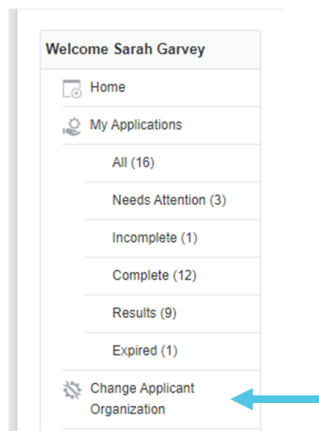 Welcome Sarah Garvey
Home
My Applications
All (16)
Needs Attention (3)
Incomplete (1)
Complete (12)
Results (9)
Expired (1)
Change Applicant
Organization